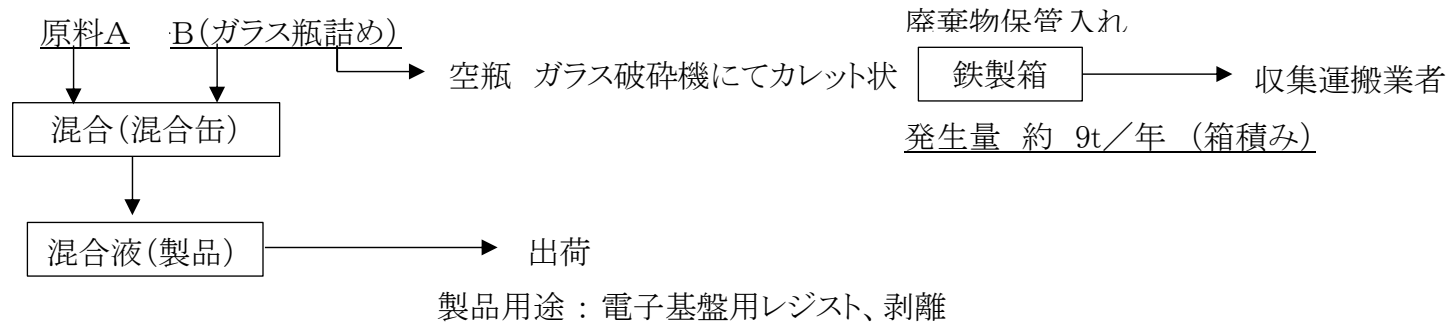 廃棄物保管入れ
原料A B(ガラス瓶詰め)
空瓶 ガラス破砕機にてカレット状 鉄製箱 収集運搬業者
混合(混合缶)
発生量 約 9t/年 (箱積み)
混合液(製品) 出荷
製品用途：電子基盤用レジスト、剥離